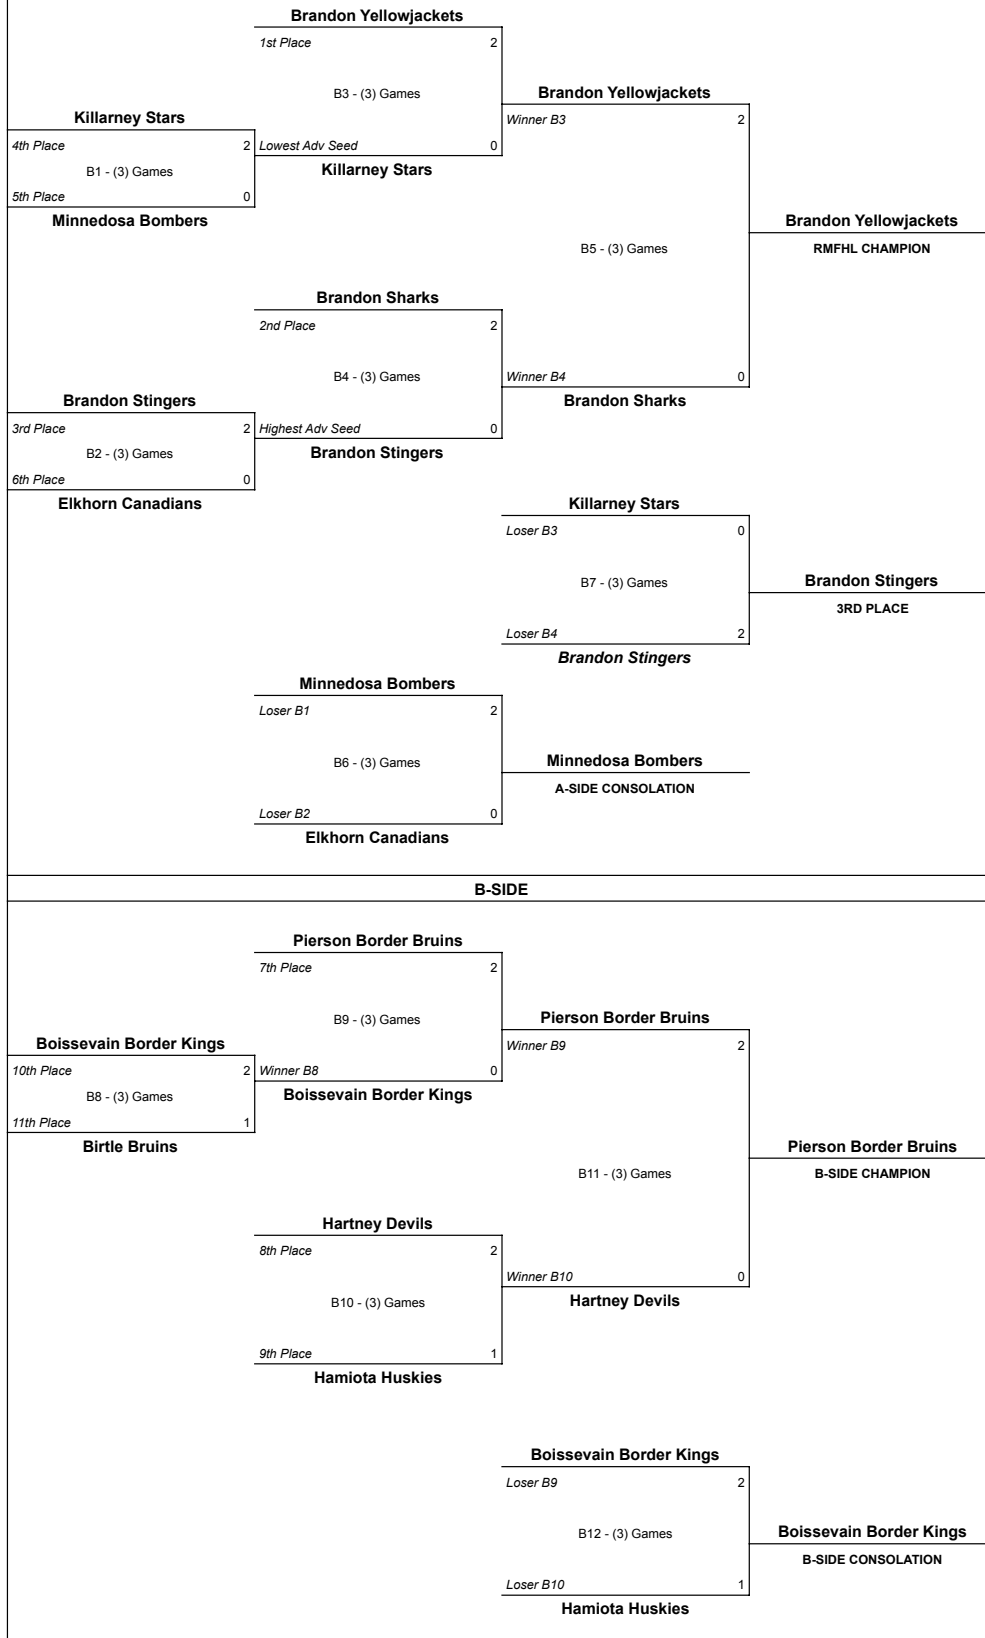 Brandon Yellowjackets
1st Place 2
B3 - (3) Games
Brandon Yellowjackets
Killarney Stars
Winner B3 2
4th Place 2 Lowest Adv Seed 0
B1 - (3) Games
Killarney Stars
5th Place 0
Minnedosa Bombers
Brandon Yellowjackets
B5 - (3) Games
RMFHL CHAMPION
Brandon Sharks
2nd Place 2
B4 - (3) Games
Winner B4 0
Brandon Stingers
Brandon Sharks
3rd Place 2 Highest Adv Seed 0
B2 - (3) Games
Brandon Stingers
6th Place 0
Elkhorn Canadians
Killarney Stars
Loser B3 0
B7 - (3) Games
Brandon Stingers
3RD PLACE
Loser B4 2
Brandon Stingers
Minnedosa Bombers
Loser B1 2
B6 - (3) Games
Minnedosa Bombers
A-SIDE CONSOLATION
Loser B2 0
Elkhorn Canadians
B-SIDE
Pierson Border Bruins
7th Place 2
B9 - (3) Games
Pierson Border Bruins
Boissevain Border Kings
Winner B9 2
10th Place 2 Winner B8 0
B8 - (3) Games
Boissevain Border Kings
11th Place 1
Birtle Bruins
Pierson Border Bruins
B11 - (3) Games
B-SIDE CHAMPION
Hartney Devils
8th Place 2
Winner B10 0
B10 - (3) Games
Hartney Devils
9th Place 1
Hamiota Huskies
Boissevain Border Kings
Loser B9 2
B12 - (3) Games
Boissevain Border Kings
B-SIDE CONSOLATION
Loser B10 1
Hamiota Huskies